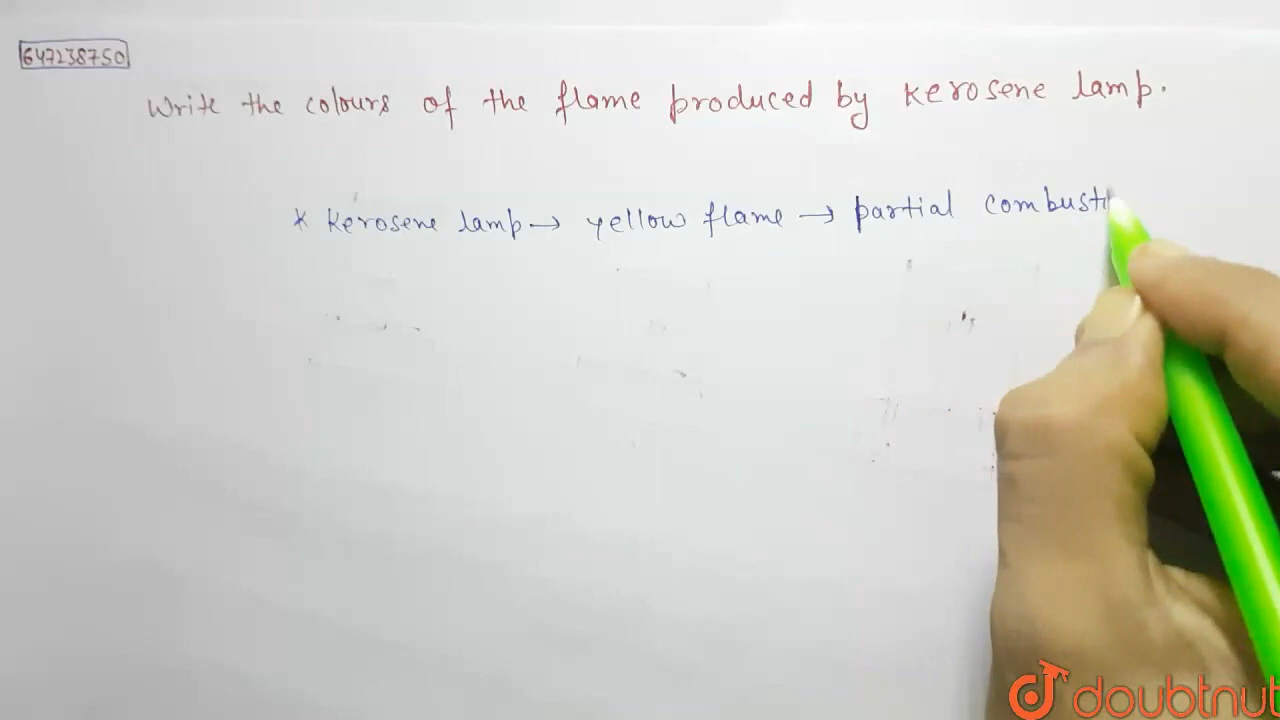 647238750
Write the colours of the flame produced by kerosene lamp.
* kerosene lamp → yellow flame → partial combusti
doubtnut